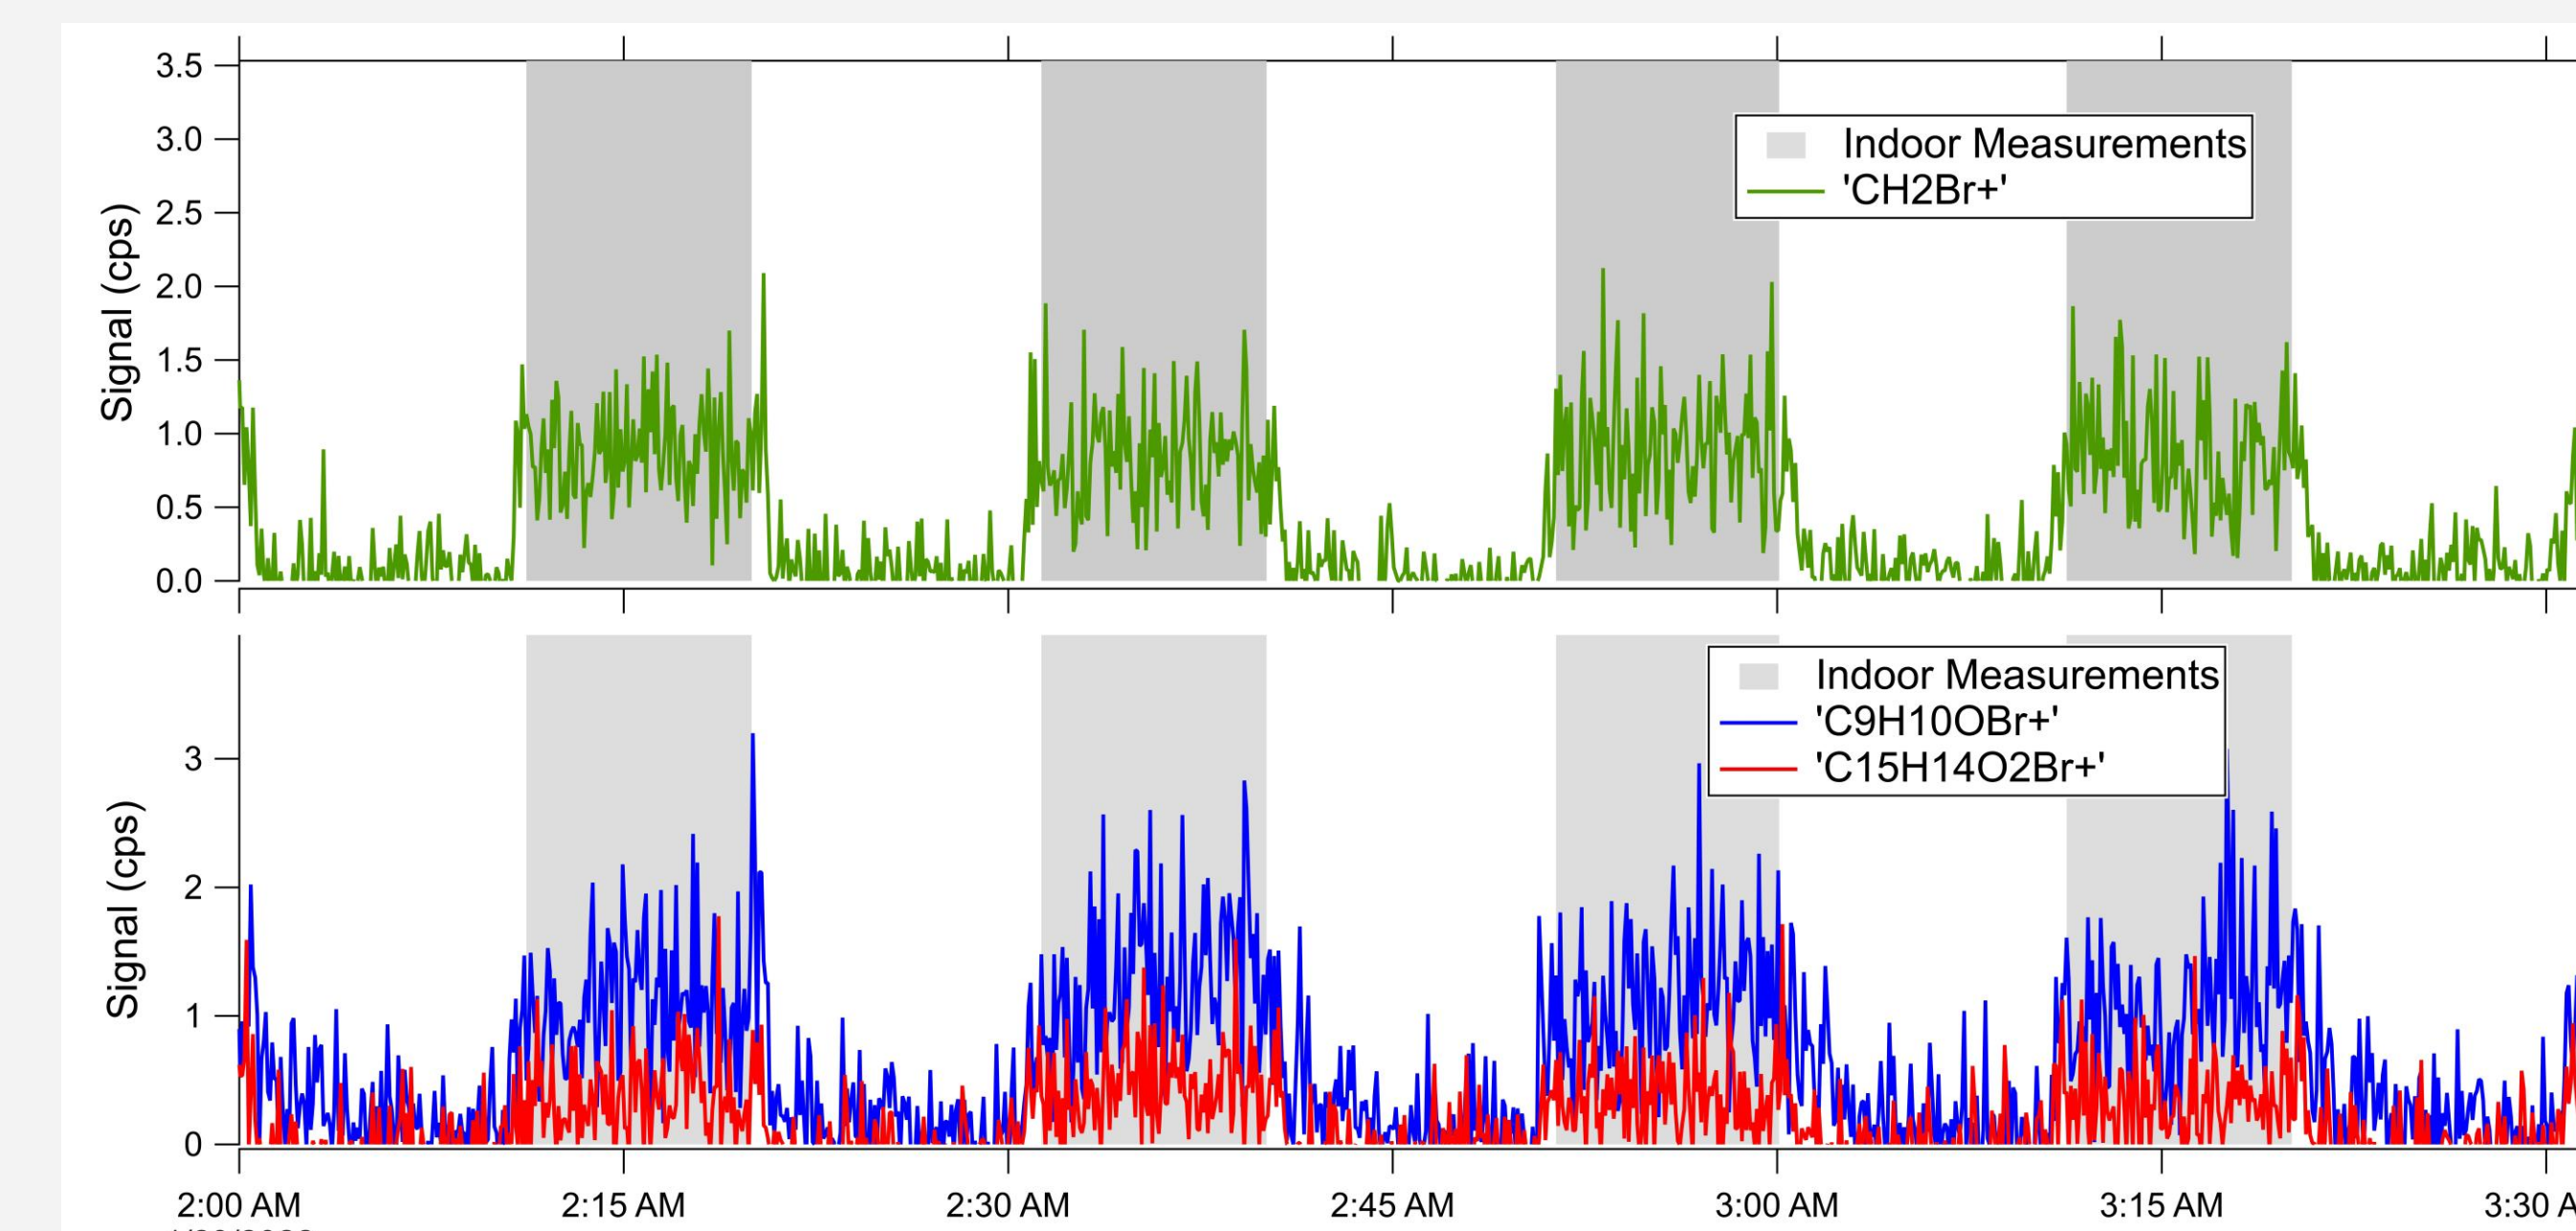 3.5
3.0
2.5
2.0
1.5
1.0
0.5
0.0
Signal (cps)
Indoor Measurements
'CH2Br+'
3
2
1
0
Signal (cps)
Indoor Measurements
'C9H10OBr+'
'C15H14O2Br+'
2:00 AM 2:15 AM 2:30 AM 2:45 AM 3:00 AM 3:15 AM 3:30 A